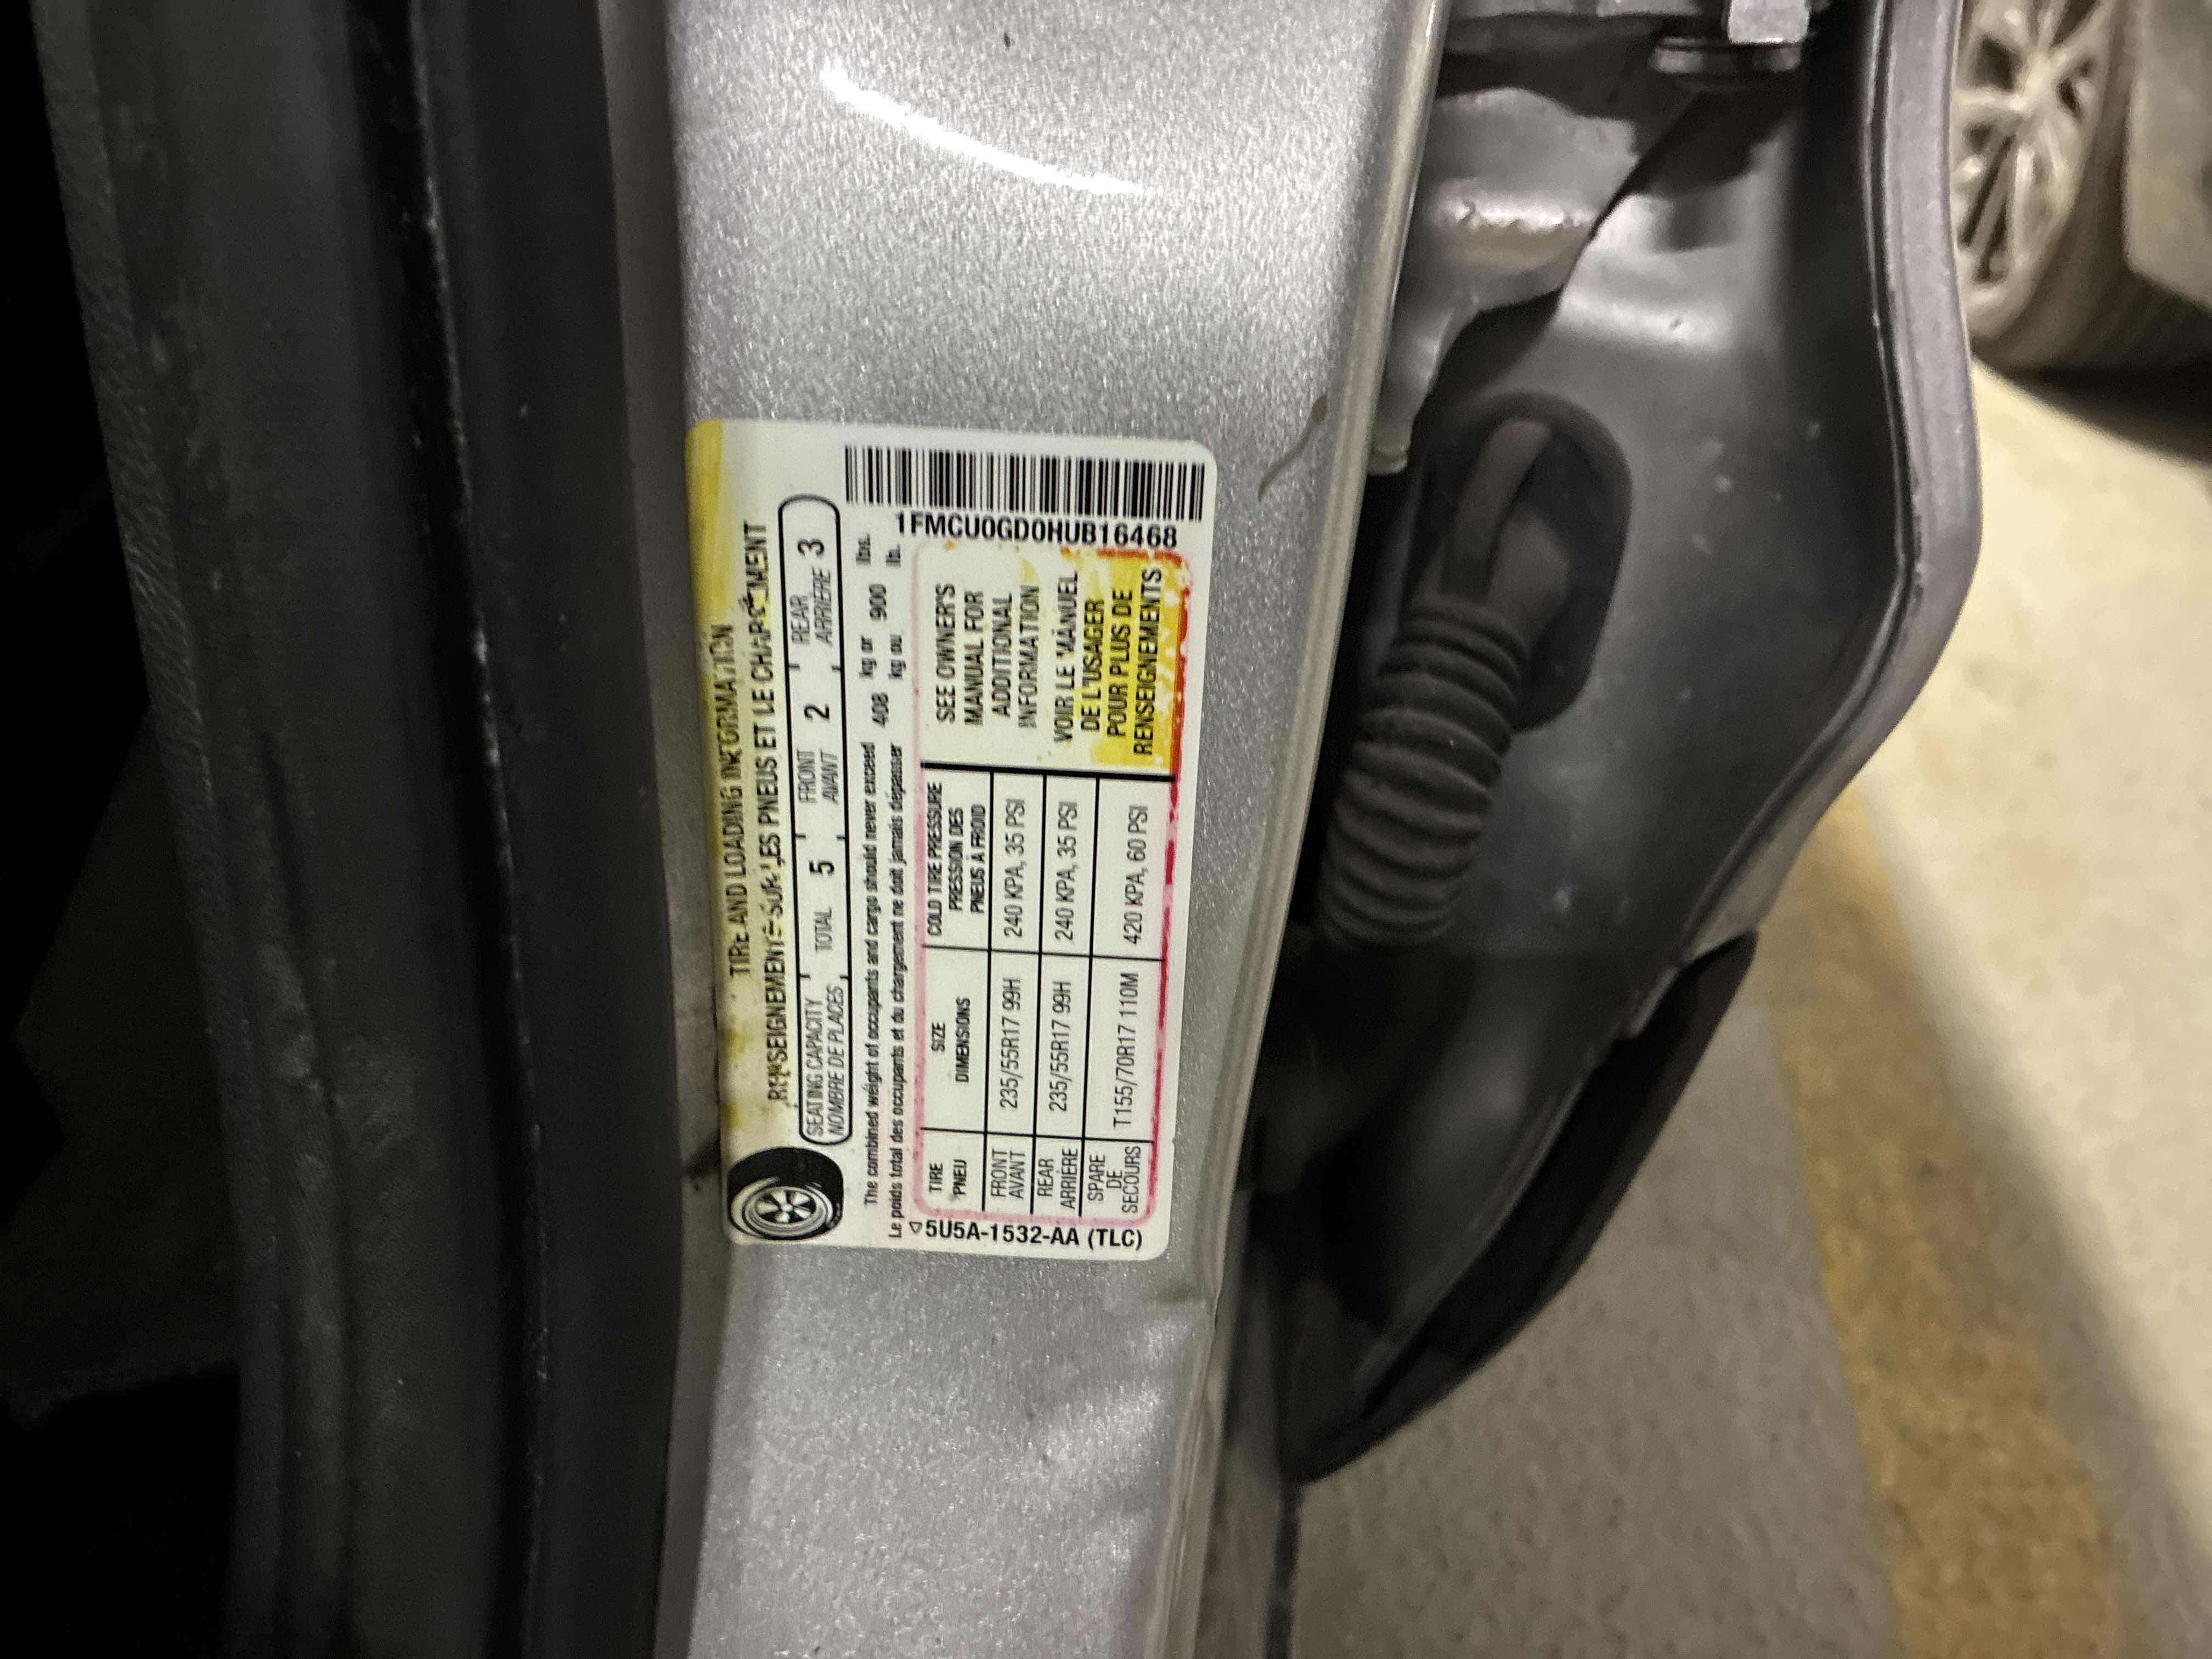 TIRE AND LOADING INFORMATION
RENSEIGNEMENTS SUR LES PNEUS ET LE CHARGEMENT
SEATING CAPACITY TOTAL 5 FRONT 2 REAR 3
NOMBRE DE PLACES AVANT ARRIÈRE
The combined weight of occupants and cargo should never exceed 408 kg or 900 lbs.
Le poids total des occupants et du chargement ne doit jamais dépasser kg ou lb.
TIRE SIZE COLD TIRE PRESSURE
PNEU DIMENSIONS PRESSION DES
PNEUS À FROID
FRONT 235/55R17 99H 240 KPA, 35 PSI
AVANT
REAR 235/55R17 99H 240 KPA, 35 PSI
ARRIÈRE
SPARE T155/70R17 110M 420 KPA, 60 PSI
DE
SECOURS
SEE OWNER'S
MANUAL FOR
ADDITIONAL
INFORMATION
VOIR LE MANUEL
DE L'USAGER
POUR PLUS DE
RENSEIGNEMENTS
5U5A-1532-AA (TLC)
1FMCU0GD0HUB16468